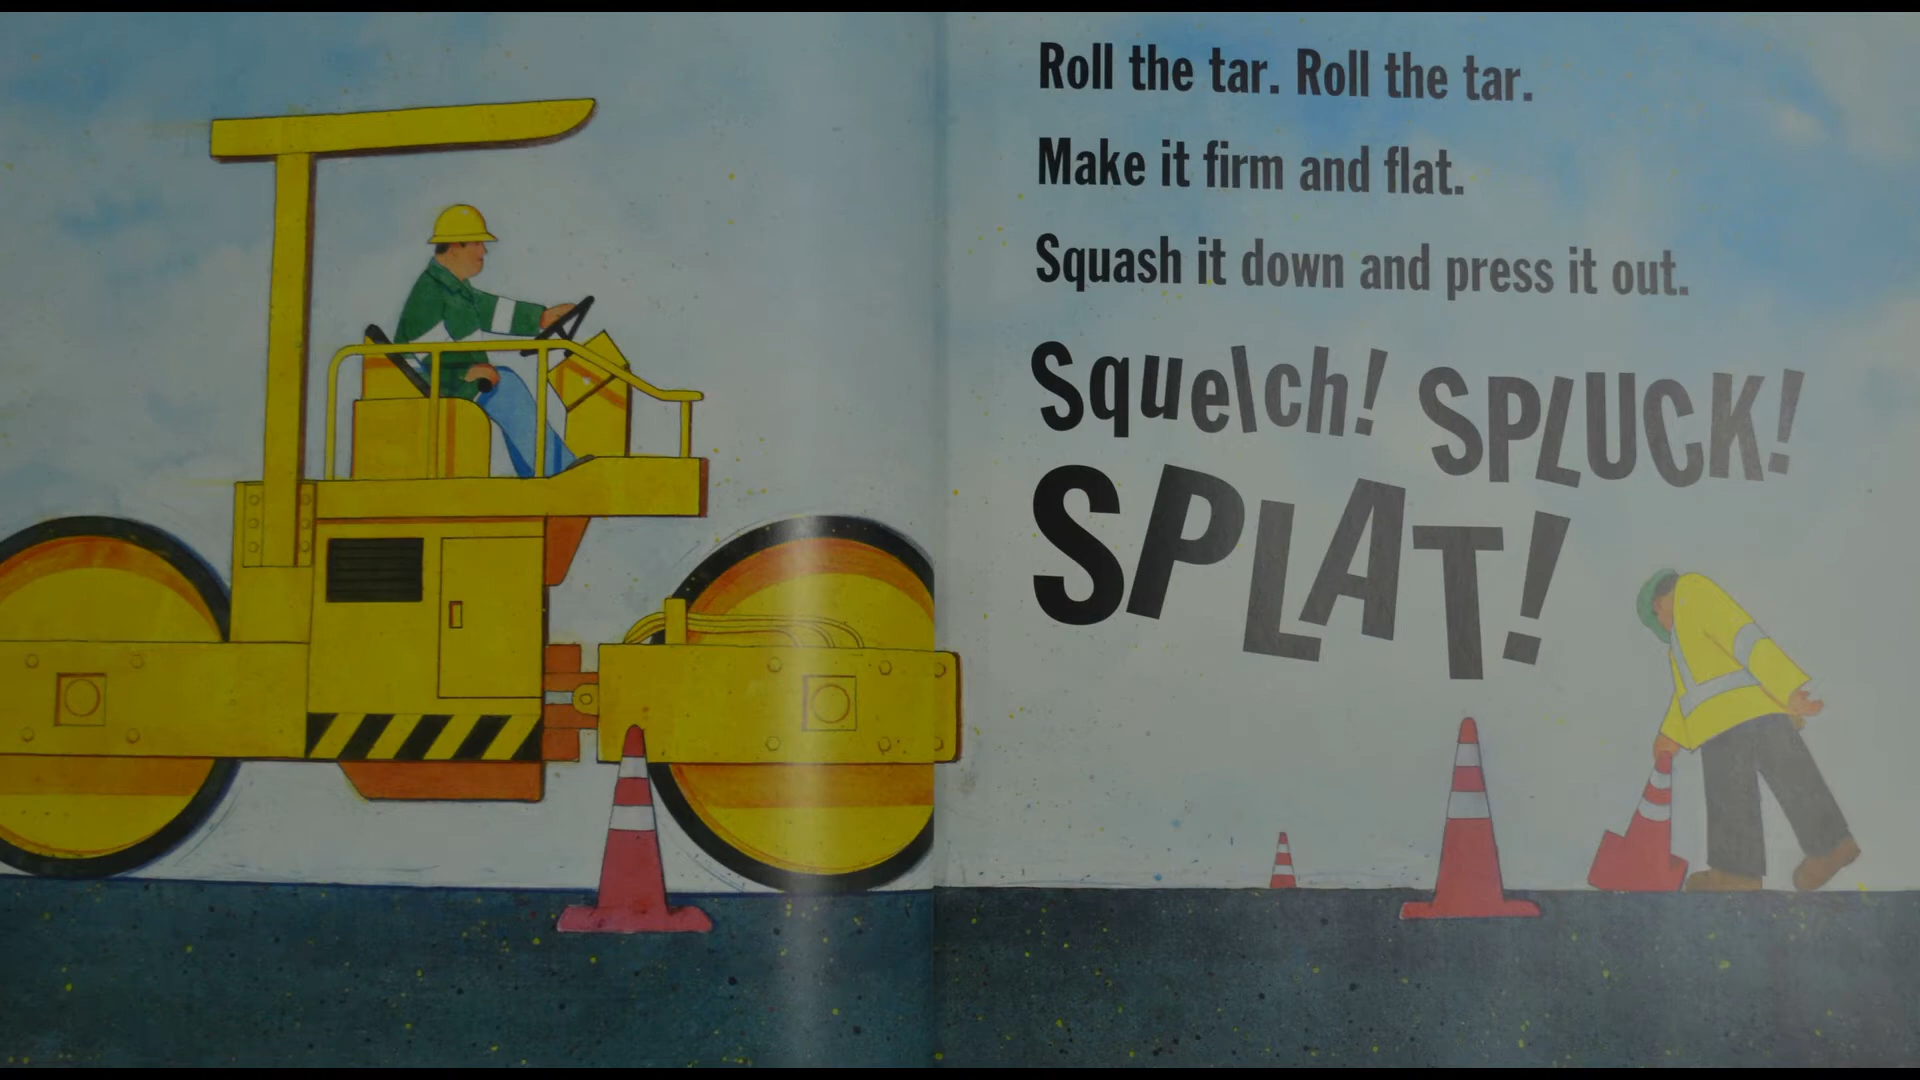 Roll the tar. Roll the tar.
Make it firm and flat.
Squash it down and press it out.
Squelch! SPLUCK!
SPLAT!